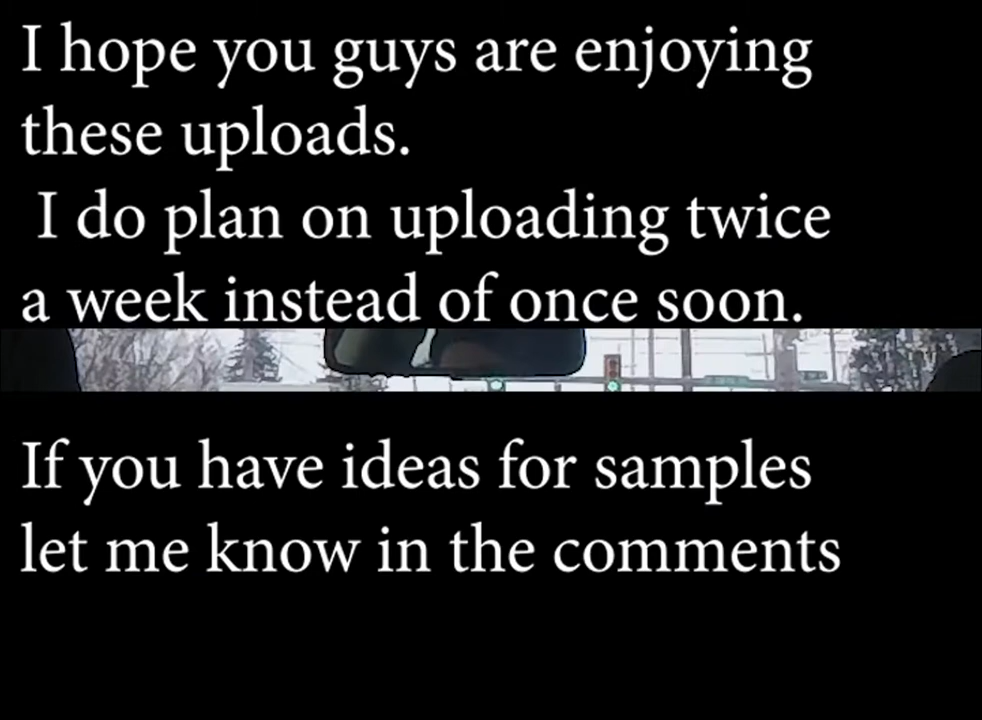 I hope you guys are enjoying
these uploads.
I do plan on uploading twice
a week instead of once soon.
If you have ideas for samples
let me know in the comments